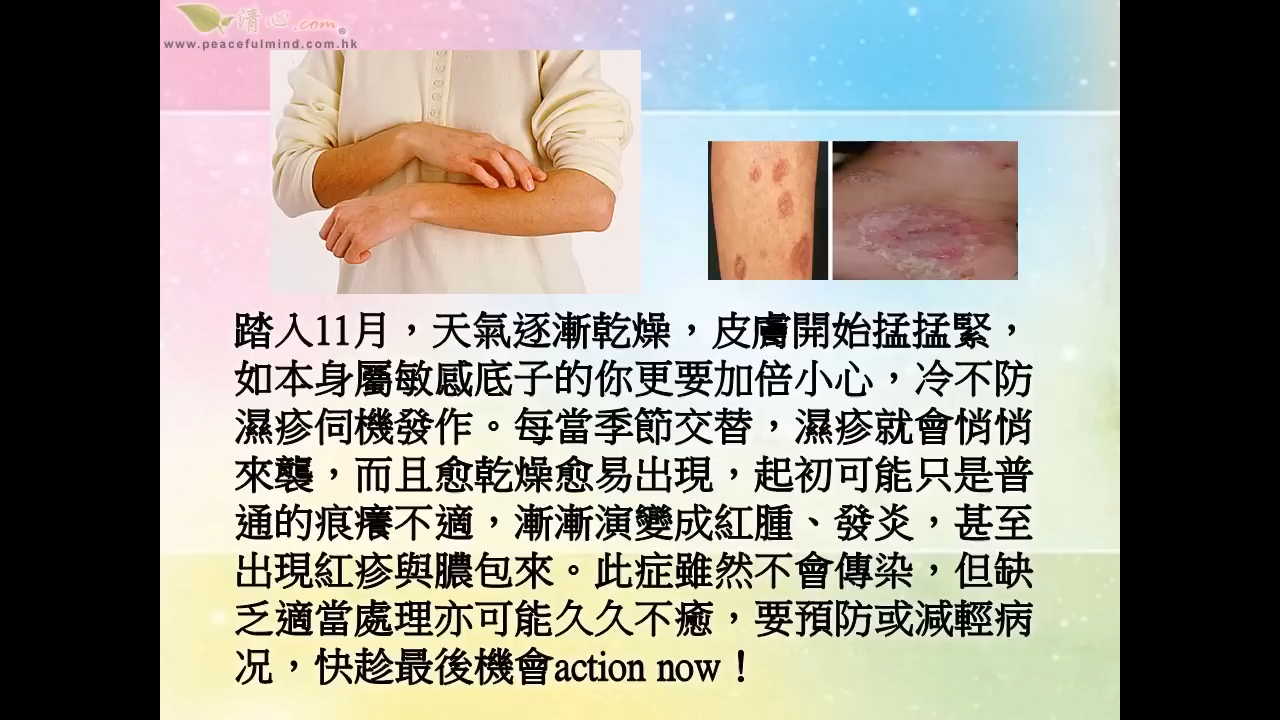 清心.com®
www.peacefulmind.com.hk
踏入11月，天氣逐漸乾燥，皮膚開始掹掹緊，
如本身屬敏感底子的你更要加倍小心，冷不防
濕疹伺機發作。每當季節交替，濕疹就會悄悄
來襲，而且愈乾燥愈易出現，起初可能只是普
通的痕癢不適，漸漸演變成紅腫、發炎，甚至
出現紅疹與膿包來。此症雖然不會傳染，但缺
乏適當處理亦可能久久不癒，要預防或減輕病
况，快趁最後機會action now！